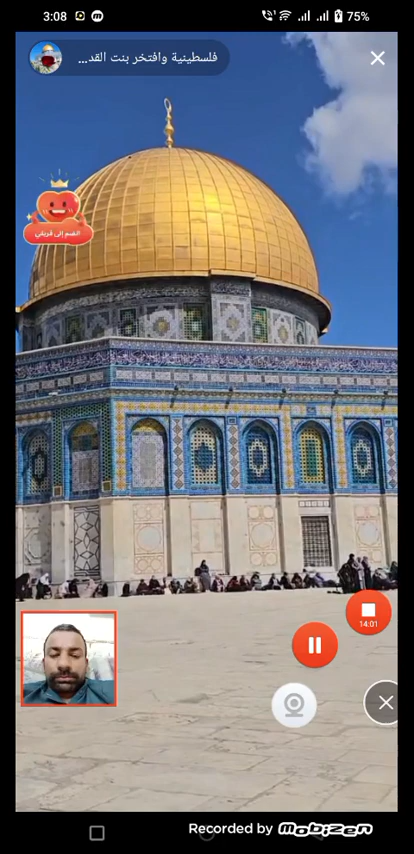 3:08
75%
فلسطينية وافتخر بنت القد...
انضم إلى فريقي
14:01
Recorded by Mobizen